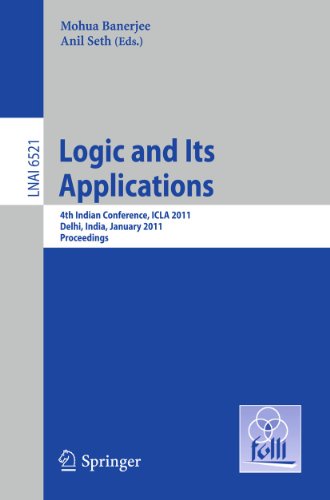 Mohua Banerjee
Anil Seth (Eds.)
LNAI 6521
Logic and Its
Applications
4th Indian Conference, ICLA 2011
Delhi, India, January 2011
Proceedings
folli
Springer